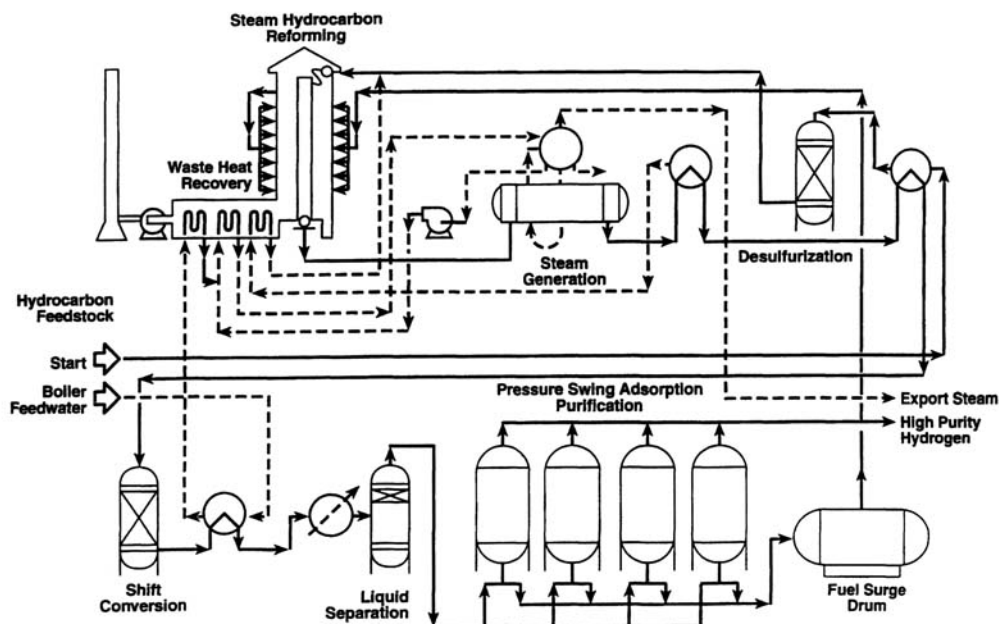 Steam Hydrocarbon
Reforming
Waste Heat
Recovery
Steam
Generation
Desulfurization
Hydrocarbon
Feedstock
Start
Boiler
Feedwater
Pressure Swing Adsorption
Purification
Export Steam
High Purity
Hydrogen
Shift
Conversion
Liquid
Separation
Fuel Surge
Drum